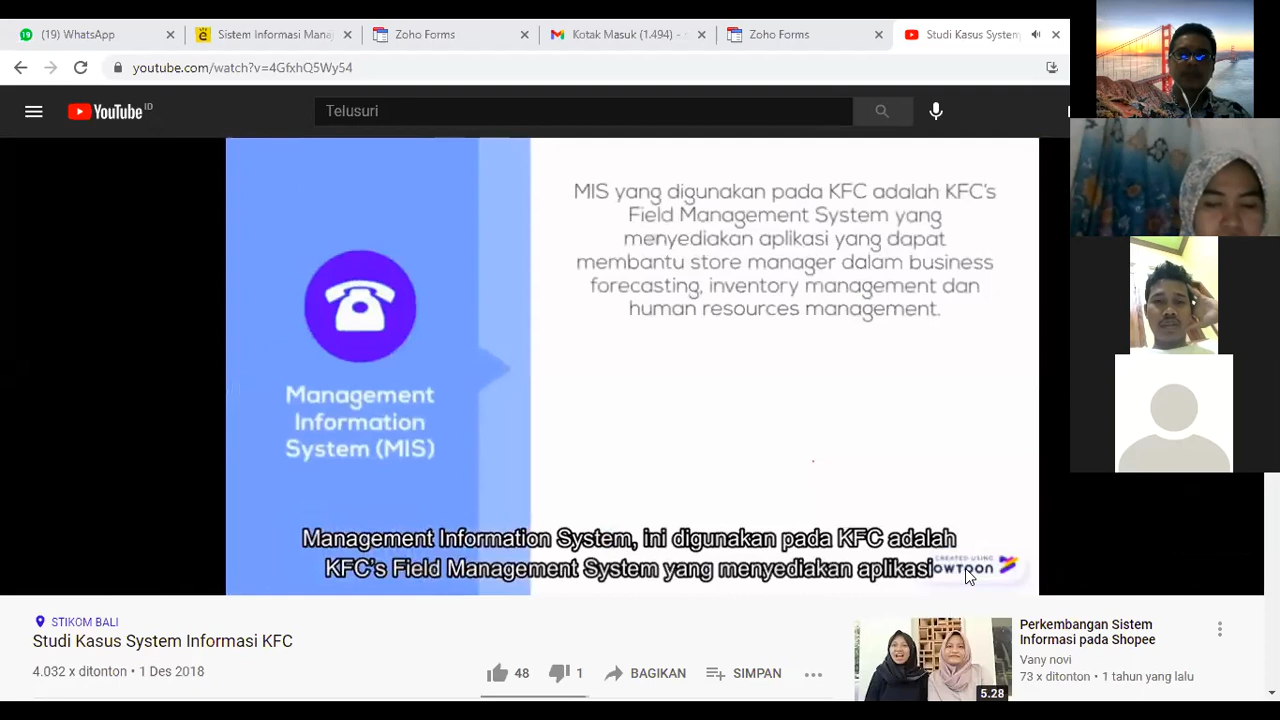 (19) WhatsApp
Sistem Informasi Mana
Zoho Forms
Kotak Masuk (1.494) -
Zoho Forms
Studi Kasus System
youtube.com/watch?v=4GfxhQ5Wy54
YouTube ID
Telusuri
MIS yang digunakan pada KFC adalah KFC's
Field Management System yang
menyediakan aplikasi yang dapat
membantu store manager dalam business
forecasting, inventory management dan
human resources management.
Management
Information
System (MIS)
Management Information System, ini digunakan pada KFC adalah
KFC's Field Management System yang menyediakan aplikasi
CREATED USING
OWTOON
STIKOM BALI
Studi Kasus System Informasi KFC
4.032 x ditonton • 1 Des 2018
48
1
BAGIKAN
SIMPAN
Perkembangan Sistem
Informasi pada Shopee
Vany novi
73 x ditonton • 1 tahun yang lalu
5.28